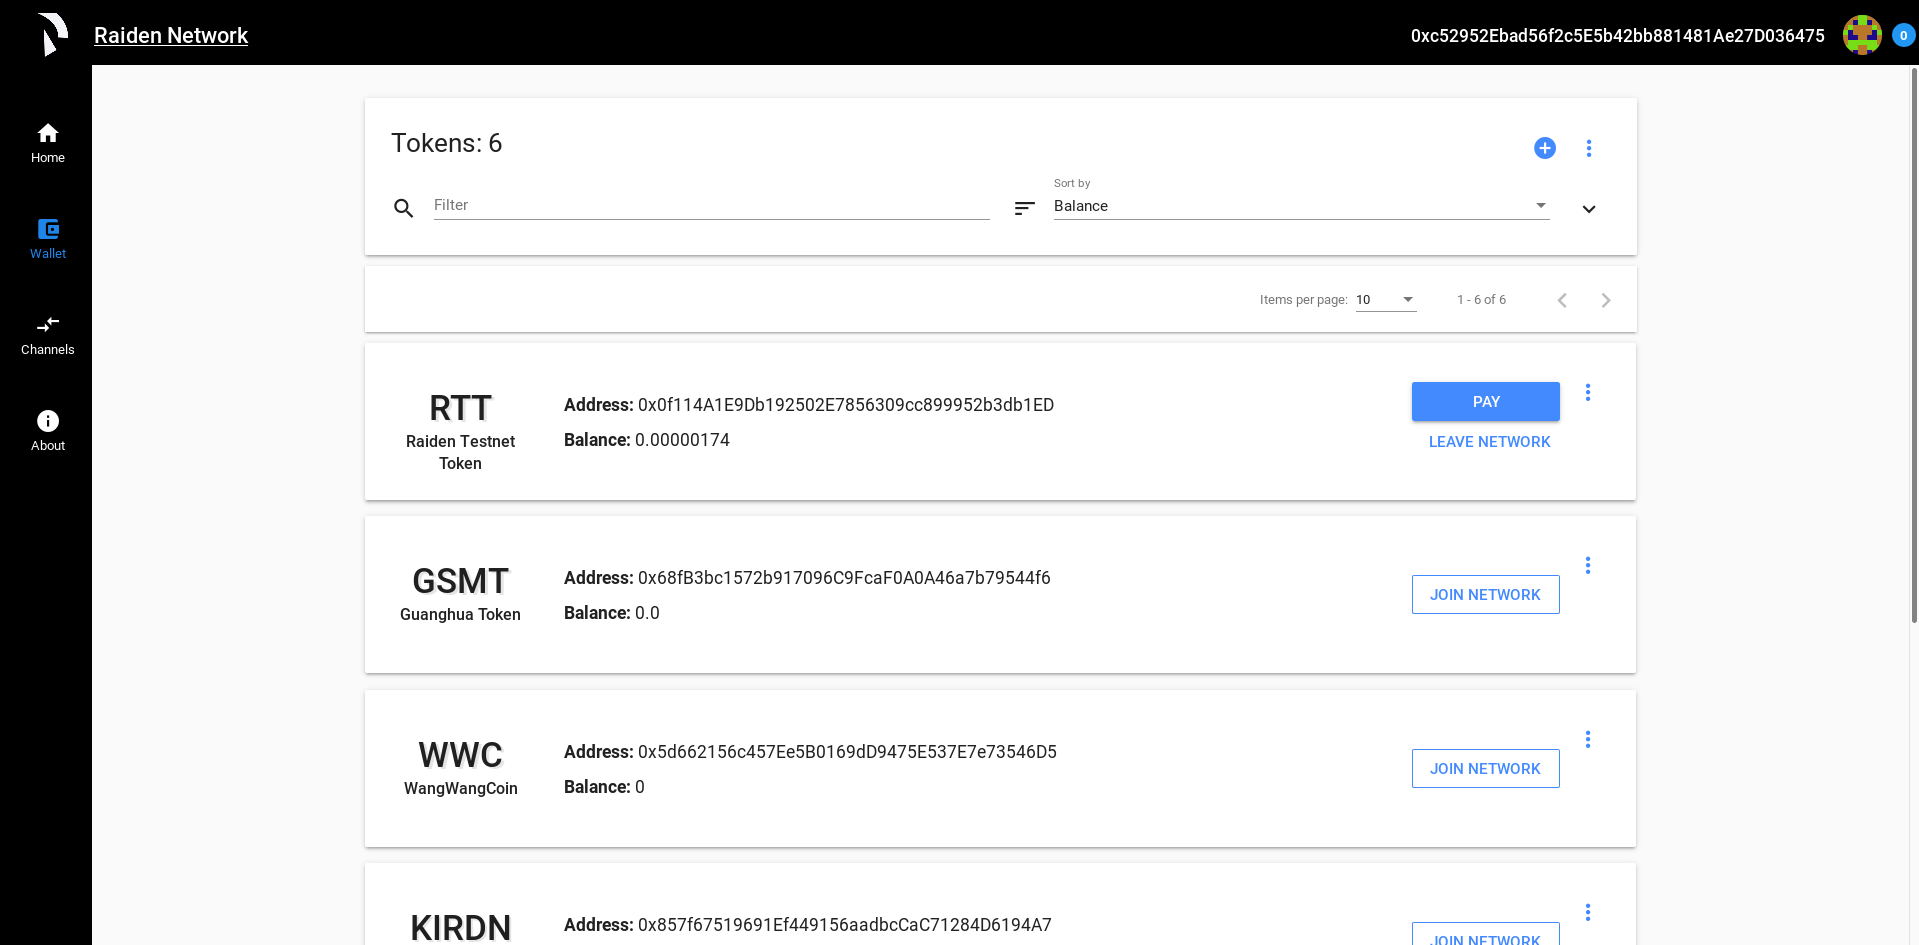 Raiden Network
0xc52952Ebad56f2c5E5b42bb881481Ae27D036475
0
Home
Wallet
Channels
About
Tokens: 6
Filter
Sort by
Balance
Items per page: 10
1 - 6 of 6
RTT
Raiden Testnet
Token
Address: 0x0f114A1E9Db192502E7856309cc899952b3db1ED
Balance: 0.00000174
PAY
LEAVE NETWORK
GSMT
Guanghua Token
Address: 0x68fB3bc1572b917096C9FcaF0A0A46a7b79544f6
Balance: 0.0
JOIN NETWORK
WWC
WangWangCoin
Address: 0x5d662156c457Ee5B0169dD9475E537E7e73546D5
Balance: 0
JOIN NETWORK
KIRDN
Address: 0x857f67519691Ef449156aadbcCaC71284D6194A7
JOIN NETWORK